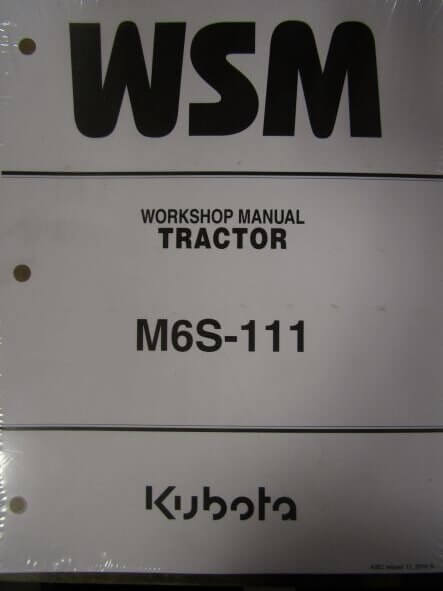 WSM
WORKSHOP MANUAL
TRACTOR
M6S-111
Kubota